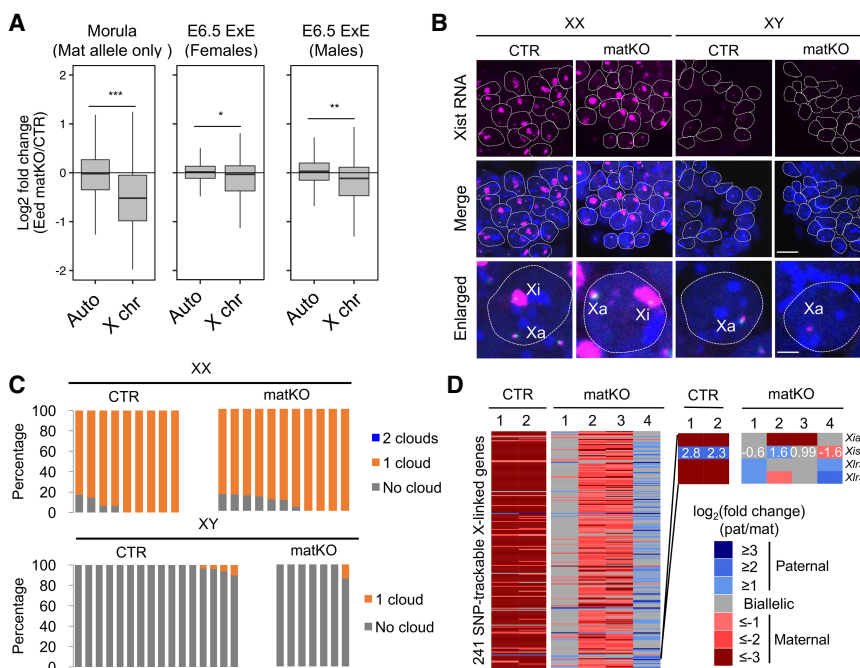 A
Morula
(Mat allele only )
E6.5 ExE
(Females)
E6.5 ExE
(Males)
Log2 fold change
(Eed matKO/CTR)
2
1
0
-1
-2
***
*
**
Auto
X chr
Auto
X chr
Auto
X chr
B
XX
XY
CTR
matKO
CTR
matKO
Xist RNA
Merge
Enlarged
Xi
Xa
Xa
Xi
Xa
Xa
C
XX
CTR
matKO
Percentage
100
80
60
40
20
0
2 clouds
1 cloud
No cloud
XY
CTR
matKO
Percentage
100
80
60
40
20
0
1 cloud
No cloud
D
CTR
matKO
1 2
1 2 3 4
241 SNP-trackable X-linked genes
CTR
matKO
1 2
1 2 3 4
2.8 2.3 -0.6 1.6 0.99 -1.6
Xia
Xis
Xlr
Xlr
log2(fold change)
(pat/mat)
≥3
≥2
≥1
Paternal
Biallelic
≤-1
≤-2
≤-3
Maternal